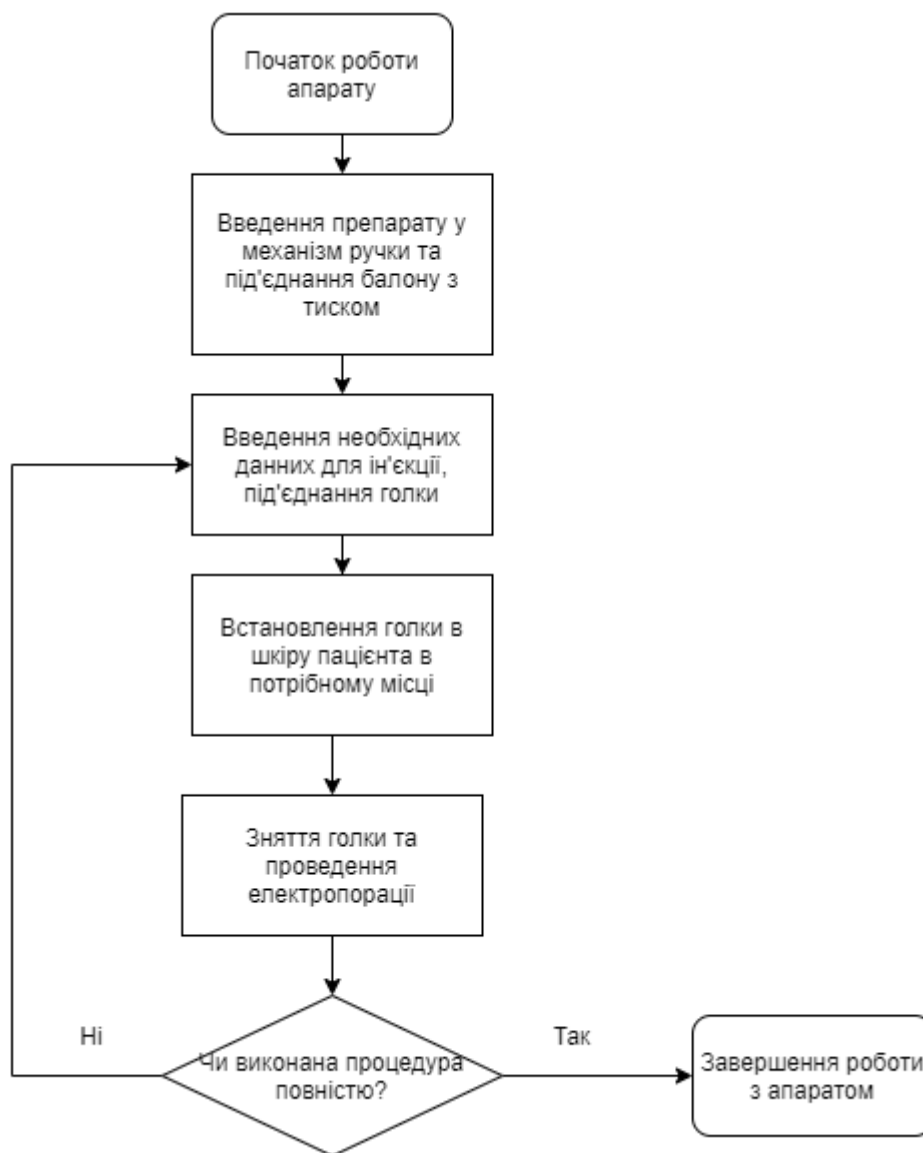 Початок роботи
апарату
Введення препарату у
механізм ручки та
під'єднання балону з
тиском
Введення необхідних
данних для ін'єкції,
під'єднання голки
Встановлення голки в
шкіру пацієнта в
потрібному місці
Зняття голки та
проведення
електропорації
Ні
Чи виконана процедура
повністю?
Так
Завершення роботи
з апаратом